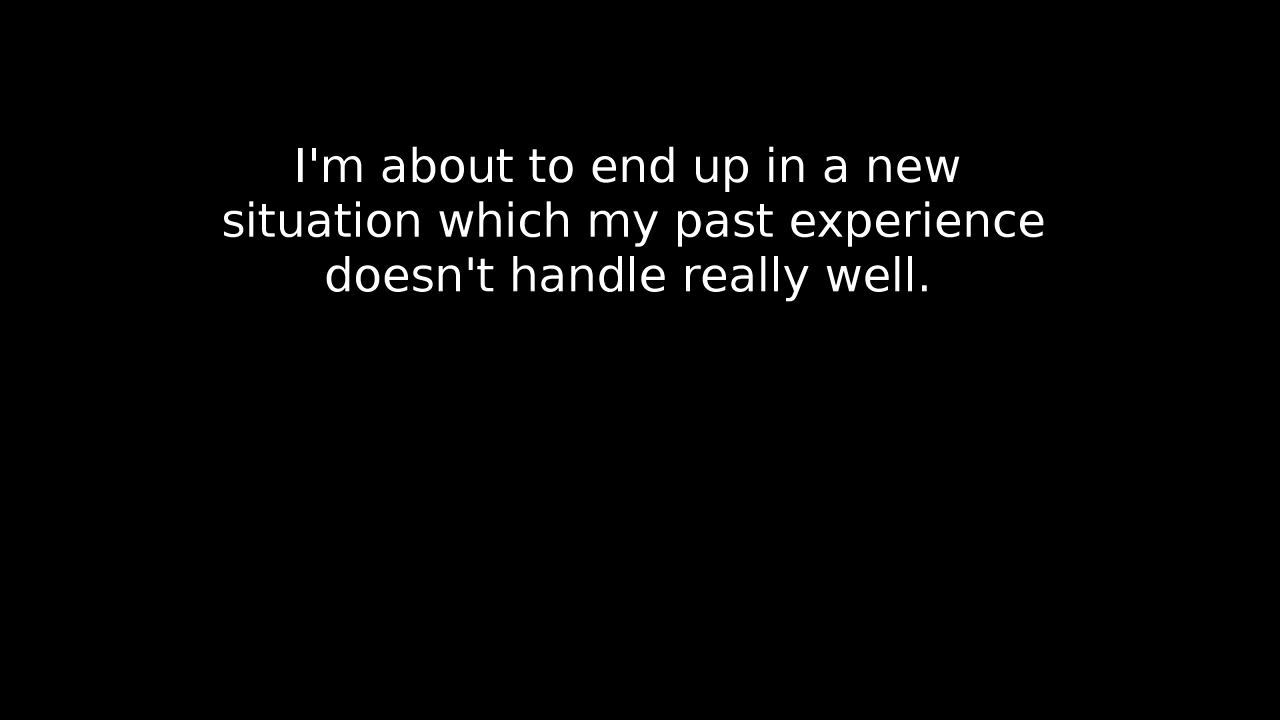 I'm about to end up in a new
situation which my past experience
doesn't handle really well.